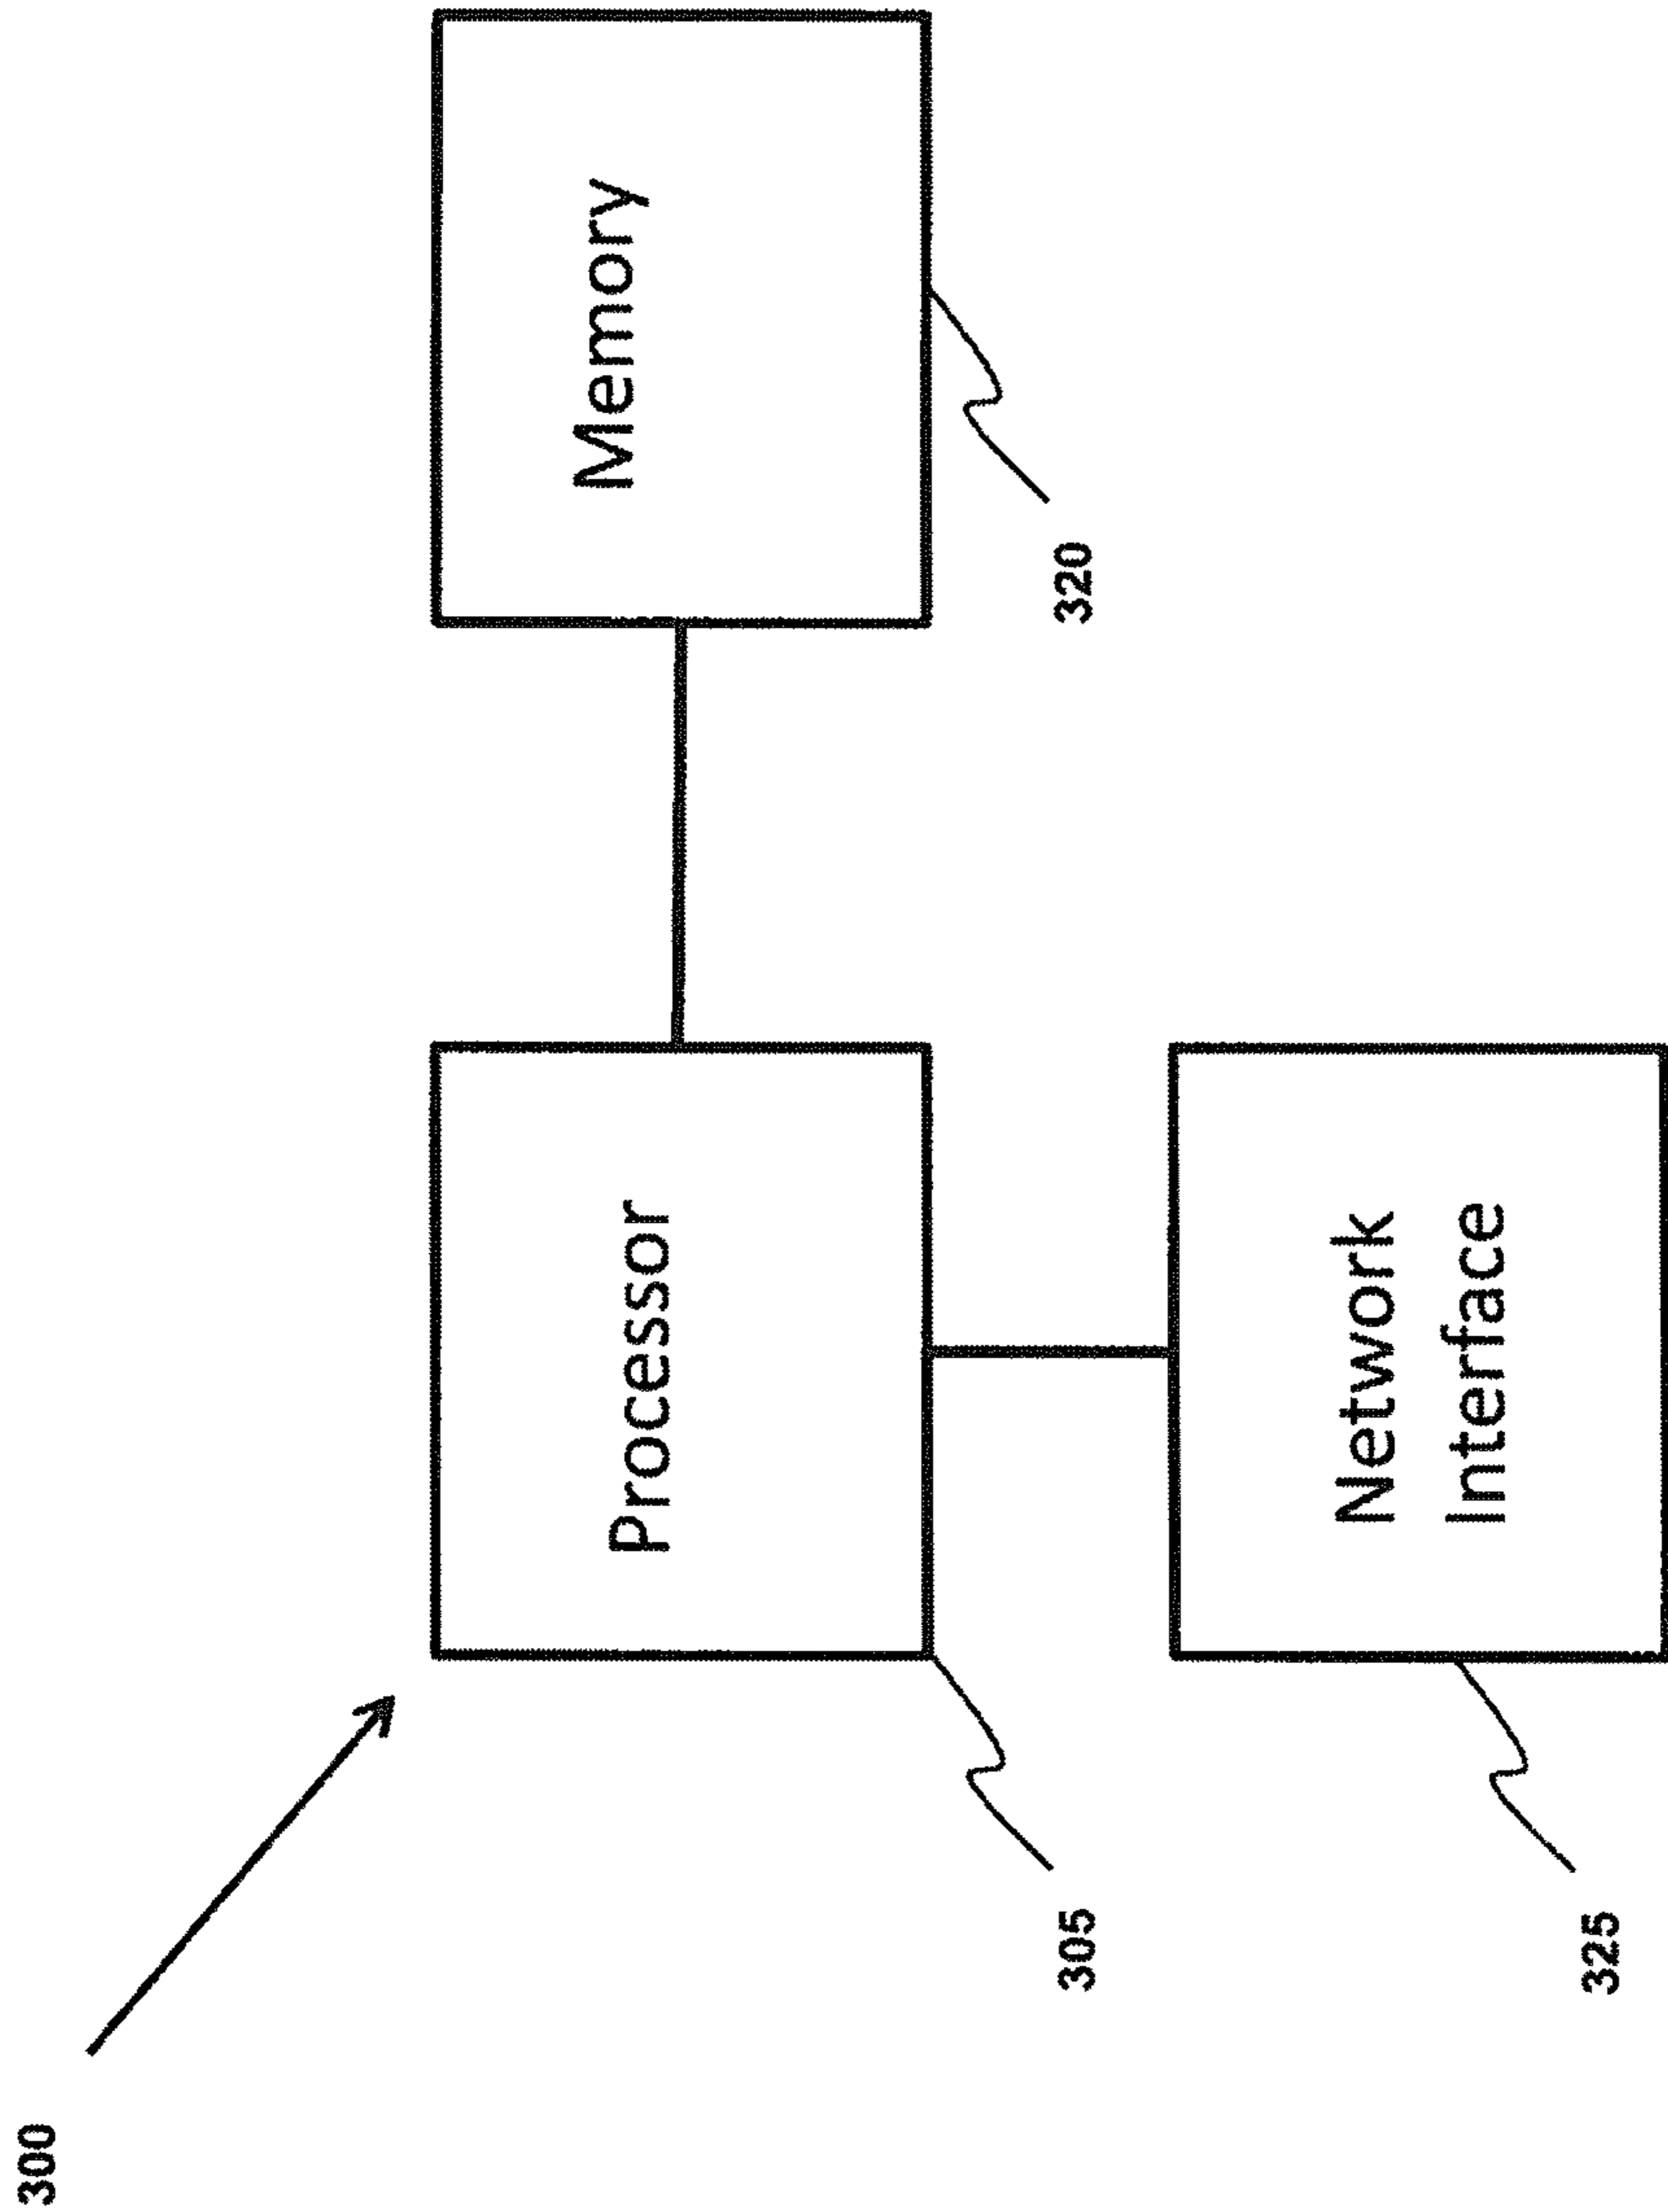 300
Processor
Memory
305
320
Network
Interface
325